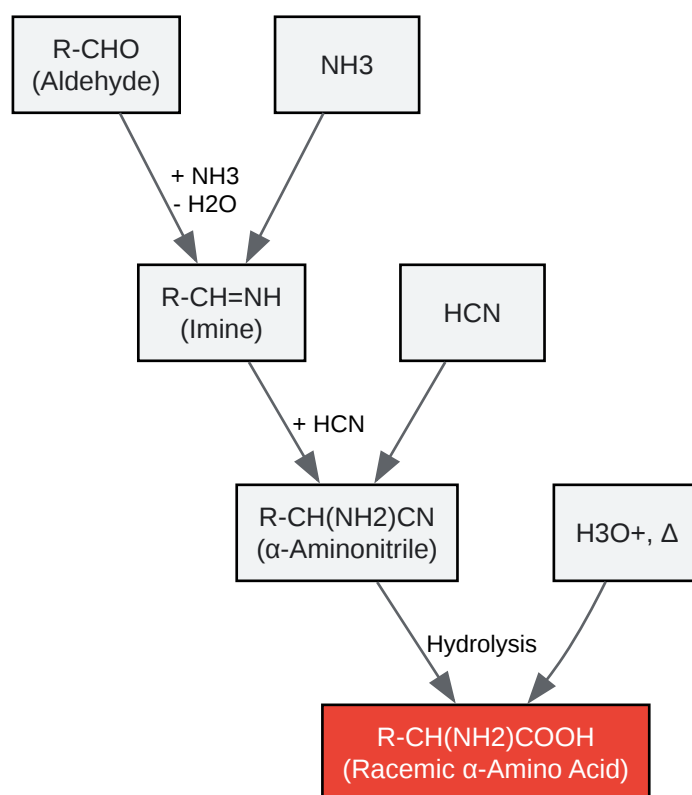 R-CHO
(Aldehyde)
NH3
+ NH3
- H2O
R-CH=NH
(Imine)
HCN
+ HCN
R-CH(NH2)CN
(α-Aminonitrile)
H3O+, Δ
Hydrolysis
R-CH(NH2)COOH
(Racemic α-Amino Acid)